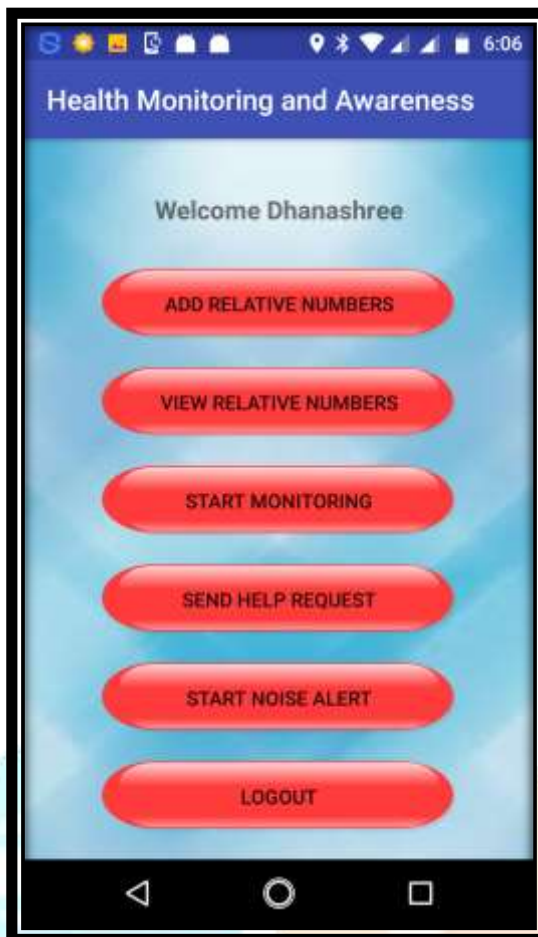 6:06
Health Monitoring and Awareness
Welcome Dhanashree
ADD RELATIVE NUMBERS
VIEW RELATIVE NUMBERS
START MONITORING
SEND HELP REQUEST
START NOISE ALERT
LOGOUT